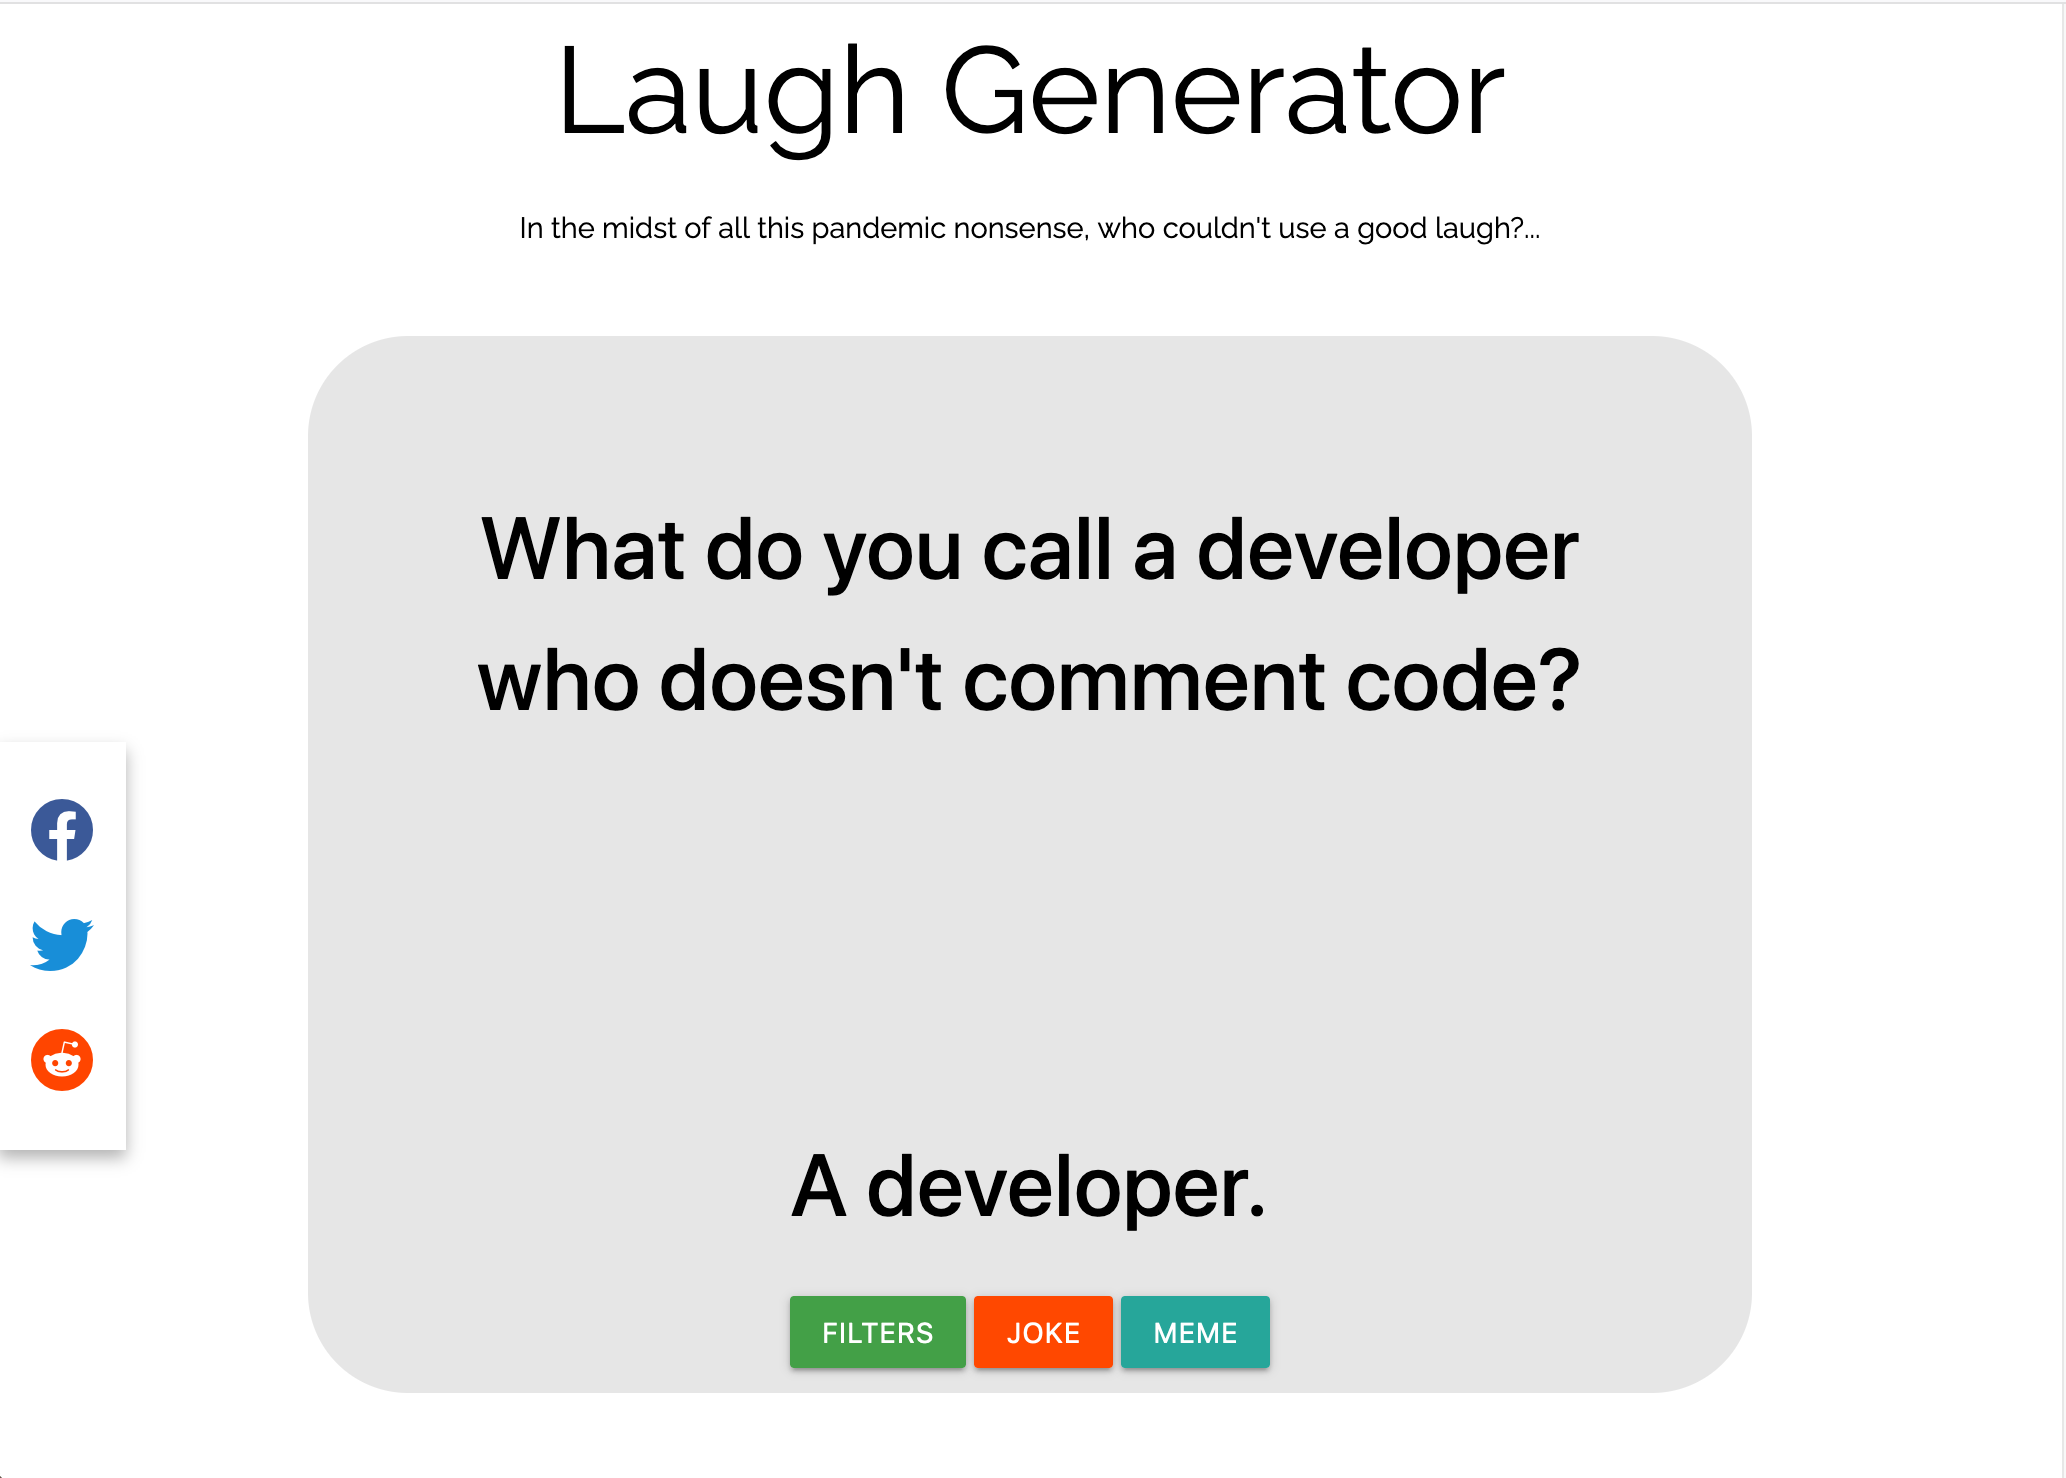 Laugh Generator
In the midst of all this pandemic nonsense, who couldn't use a good laugh?...
What do you call a developer
who doesn't comment code?
A developer.
FILTERS JOKE MEME